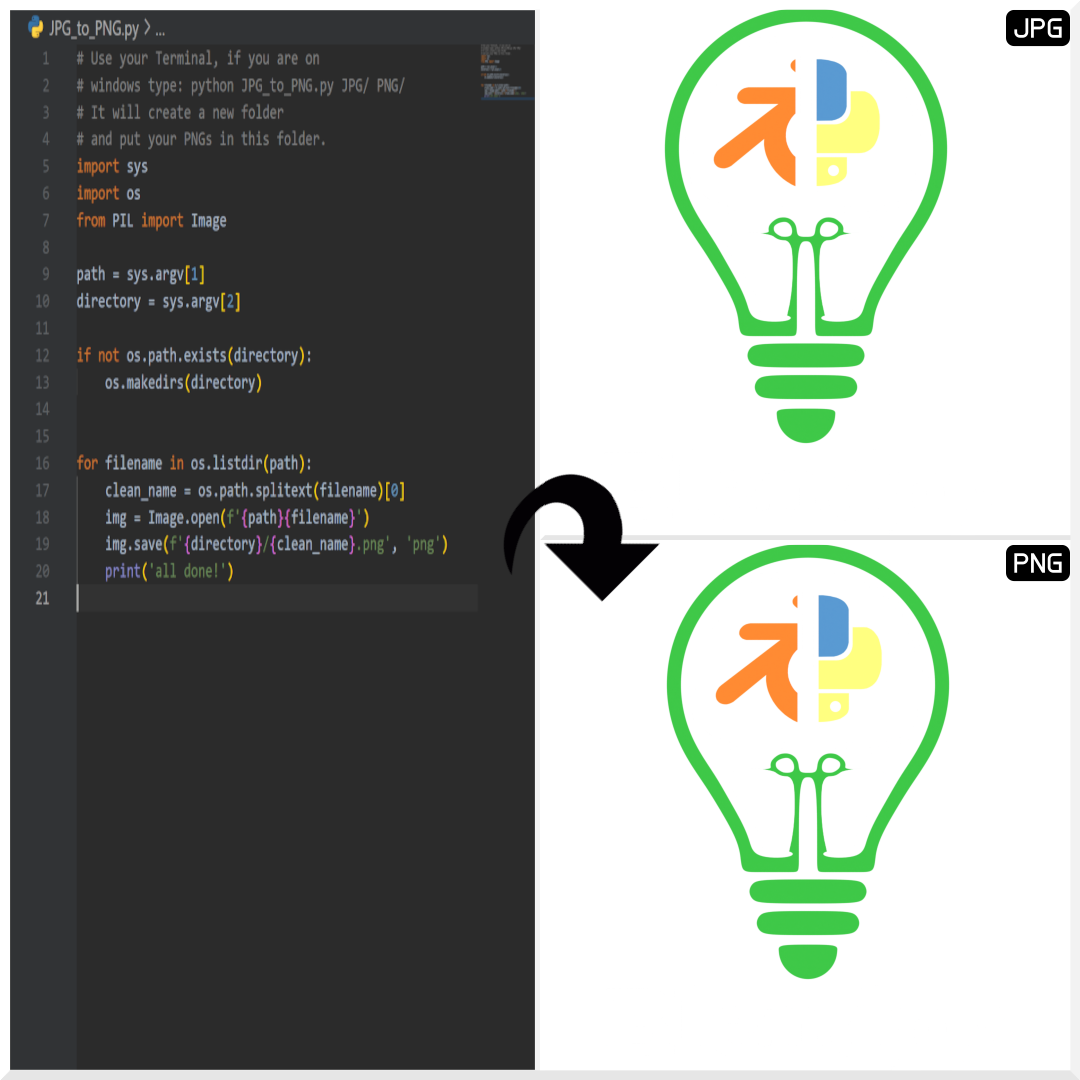 JPG_to_PNG.py > ...
1 # Use your Terminal, if you are on
2 # windows type: python JPG_to_PNG.py JPG/ PNG/
3 # It will create a new folder
4 # and put your PNGs in this folder.
5 import sys
6 import os
7 from PIL import Image
8
9 path = sys.argv[1]
10 directory = sys.argv[2]
11
12 if not os.path.exists(directory):
13     os.makedirs(directory)
14
15
16 for filename in os.listdir(path):
17     clean_name = os.path.splitext(filename)[0]
18     img = Image.open(f'{path}{filename}')
19     img.save(f'{directory}/{clean_name}.png', 'png')
20     print('all done!')
21
JPG
PNG